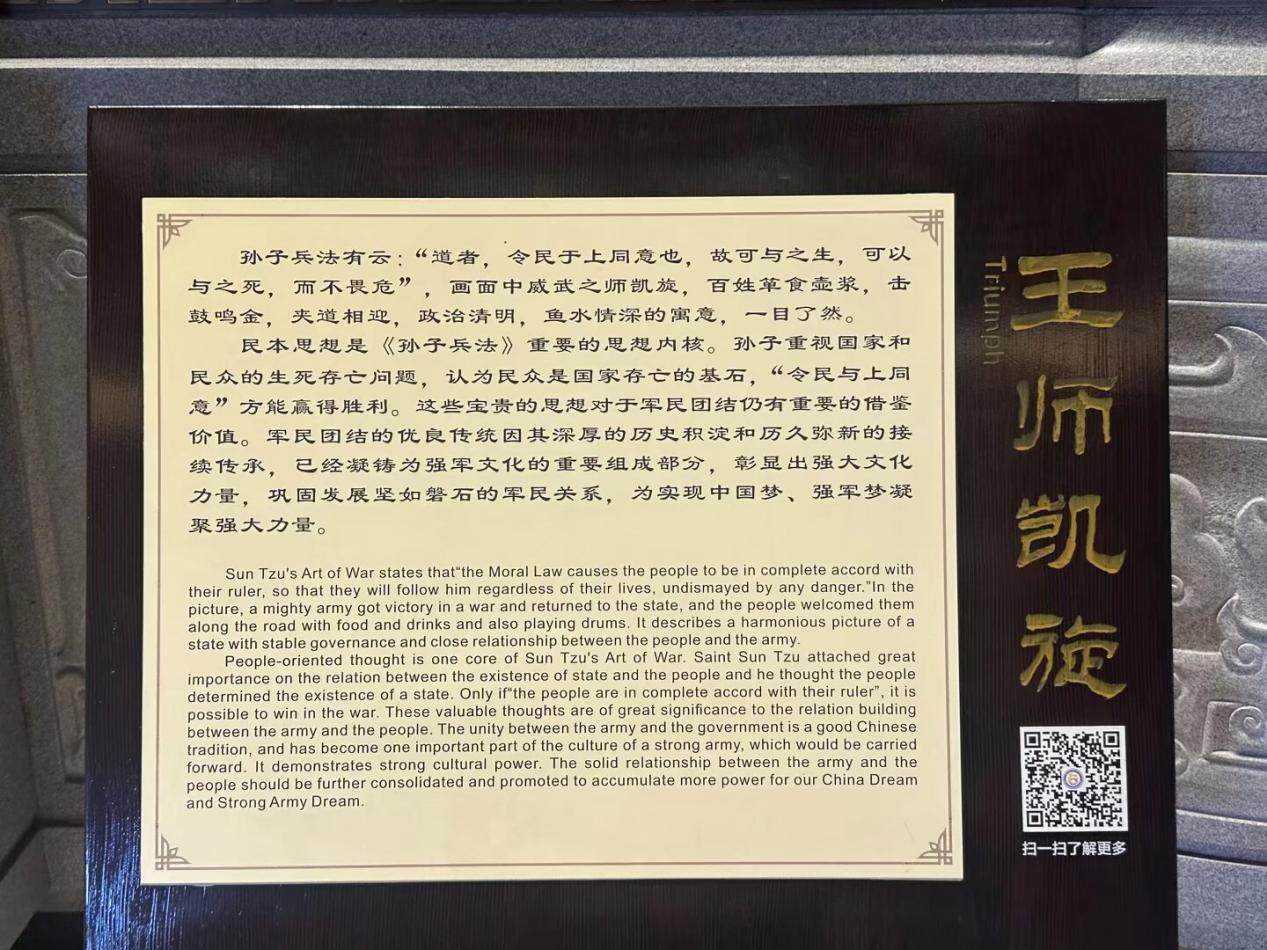 孙子兵法有云：“道者，令民于上同意也，故可与之生，可以
与之死，而不畏危”，画面中威武之师凯旋，百姓箪食壶浆，击
鼓鸣金，夹道相迎，政治清明，鱼水情深的寓意，一目了然。
民本思想是《孙子兵法》重要的思想内核。孙子重视国家和
民众的生死存亡问题，认为民众是国家存亡的基石，“令民与上同
意”方能赢得胜利。这些宝贵的思想对于军民团结仍有重要的借鉴
价值。军民团结的优良传统因其深厚的历史积淀和历久弥新的接
续传承，已经凝铸为强军文化的重要组成部分，彰显出强大文化
力量，巩固发展坚如磐石的军民关系，为实现中国梦、强军梦凝
聚强大力量。
Sun Tzu's Art of War states that“the Moral Law causes the people to be in complete accord with
their ruler, so that they will follow him regardless of their lives, undismayed by any danger.”In the
picture, a mighty army got victory in a war and returned to the state, and the people welcomed them
along the road with food and drinks and also playing drums. It describes a harmonious picture of a
state with stable governance and close relationship between the people and the army.
People-oriented thought is one core of Sun Tzu's Art of War. Saint Sun Tzu attached great
importance on the relation between the existence of state and the people and he thought the people
determined the existence of a state. Only if“the people are in complete accord with their ruler”, it is
possible to win in the war. These valuable thoughts are of great significance to the relation building
between the army and the people. The unity between the army and the government is a good Chinese
tradition, and has become one important part of the culture of a strong army, which would be carried
forward. It demonstrates strong cultural power. The solid relationship between the army and the
people should be further consolidated and promoted to accumulate more power for our China Dream
and Strong Army Dream.
王师凯旋
Triumph
扫一扫了解更多